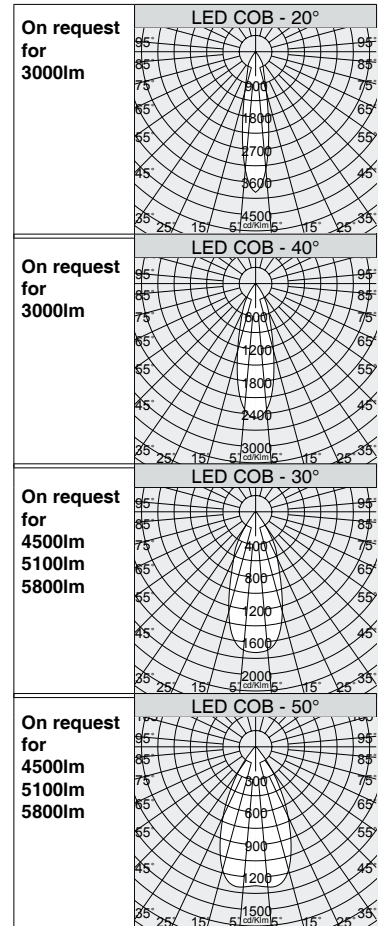 On request
for
3000lm
LED COB - 20°
95° 95°
85° 85°
75° 75°
65° 65°
55° 55°
45° 45°
35° 25° 15° 5° 5° 15° 25° 35°
900
1800
2700
3600
4500
cd/Klm
On request
for
3000lm
LED COB - 40°
95° 95°
85° 85°
75° 75°
65° 65°
55° 55°
45° 45°
35° 25° 15° 5° 5° 15° 25° 35°
600
1200
1800
2400
3000
cd/Klm
On request
for
4500lm
5100lm
5800lm
LED COB - 30°
95° 95°
85° 85°
75° 75°
65° 65°
55° 55°
45° 45°
35° 25° 15° 5° 5° 15° 25° 35°
400
800
1200
1600
2000
cd/Klm
On request
for
4500lm
5100lm
5800lm
LED COB - 50°
95° 95°
85° 85°
75° 75°
65° 65°
55° 55°
45° 45°
35° 25° 15° 5° 5° 15° 25° 35°
300
600
900
1200
1500
cd/Klm